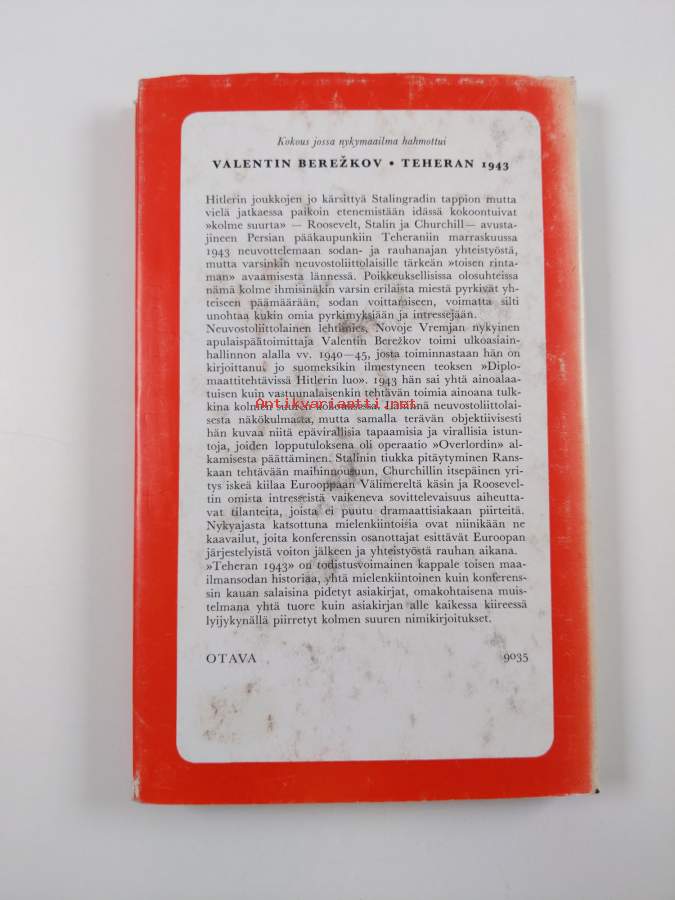 Kokous jossa nykymaailma hahmottui
VALENTIN BEREŽKOV • TEHERAN 1943
Hitlerin joukkojen jo kärsittyä Stalingradin tappion mutta
vielä jatkaessa paikoin etenemistään idässä kokoontuivat
»kolme suurta» — Roosevelt, Stalin ja Churchill — avusta-
jineen Persian pääkaupunkiin Teheraniin marraskuussa
1943 neuvottelemaan sodan- ja rauhanajan yhteistyöstä,
mutta varsinkin neuvostoliittolaisille tärkeän »toisen rinta-
man» avaamisesta lännessä. Poikkeuksellisissa olosuhteissa
nämä kolme ihmisinäkin varsin erilaista miestä pyrkivät yh-
teiseen päämäärään, sodan voittamiseen, voimatta silti
unohtaa kukin omia pyrkimyksiään ja intressejään.
Neuvostoliittolainen lehtimies, Novoje Vremjan nykyinen
apulaispäätoimittaja Valentin Berežkov toimi ulkoasiain-
hallinnon alalla vv. 1940—45, josta toiminnastaan hän on
kirjoittanut jo suomeksikin ilmestyneen teoksen »Diplo-
maattitehtävissä Hitlerin luo». 1943 hän sai yhtä ainoalaa-
tuisen kuin vastuunalaisenkin tehtävän toimia ainoana tulk-
kina kolmen suuren kokouksessa. Lähinnä neuvostoliittolai-
Antikvariaatti.net
sesta näkökulmasta, mutta samalla terävän objektiivisesti
hän kuvaa niitä epävirallisia tapaamisia ja virallisia istun-
toja, joiden lopputuloksena oli operaatio »Overlordin» al-
kamisesta päättäminen. Stalinin tiukka pitäytyminen Rans-
kaan tehtävään maihinnousuun, Churchillin itsepäinen yri-
tys iskeä kiilaa Eurooppaan Välimereltä käsin ja Roosevel-
tin omista intresseistä vaikeneva sovittelevaisuus aiheutta-
vat tilanteita, joista ei puutu dramaattisiakaan piirteitä.
Nykyajasta katsottuna mielenkiintoisia ovat niinikään ne
kaavailut, joita konferenssin osanottajat esittävät Euroopan
järjestelyistä voiton jälkeen ja yhteistyöstä rauhan aikana.
»Teheran 1943» on todistusvoimainen kappale toisen maa-
ilmansodan historiaa, yhtä mielenkiintoinen kuin konferens-
sin kauan salaisina pidetyt asiakirjat, omakohtaisena muis-
telmana yhtä tuore kuin asiakirjan alle kaikessa kiireessä
lyijykynällä piirretyt kolmen suuren nimikirjoitukset.
OTAVA 9035